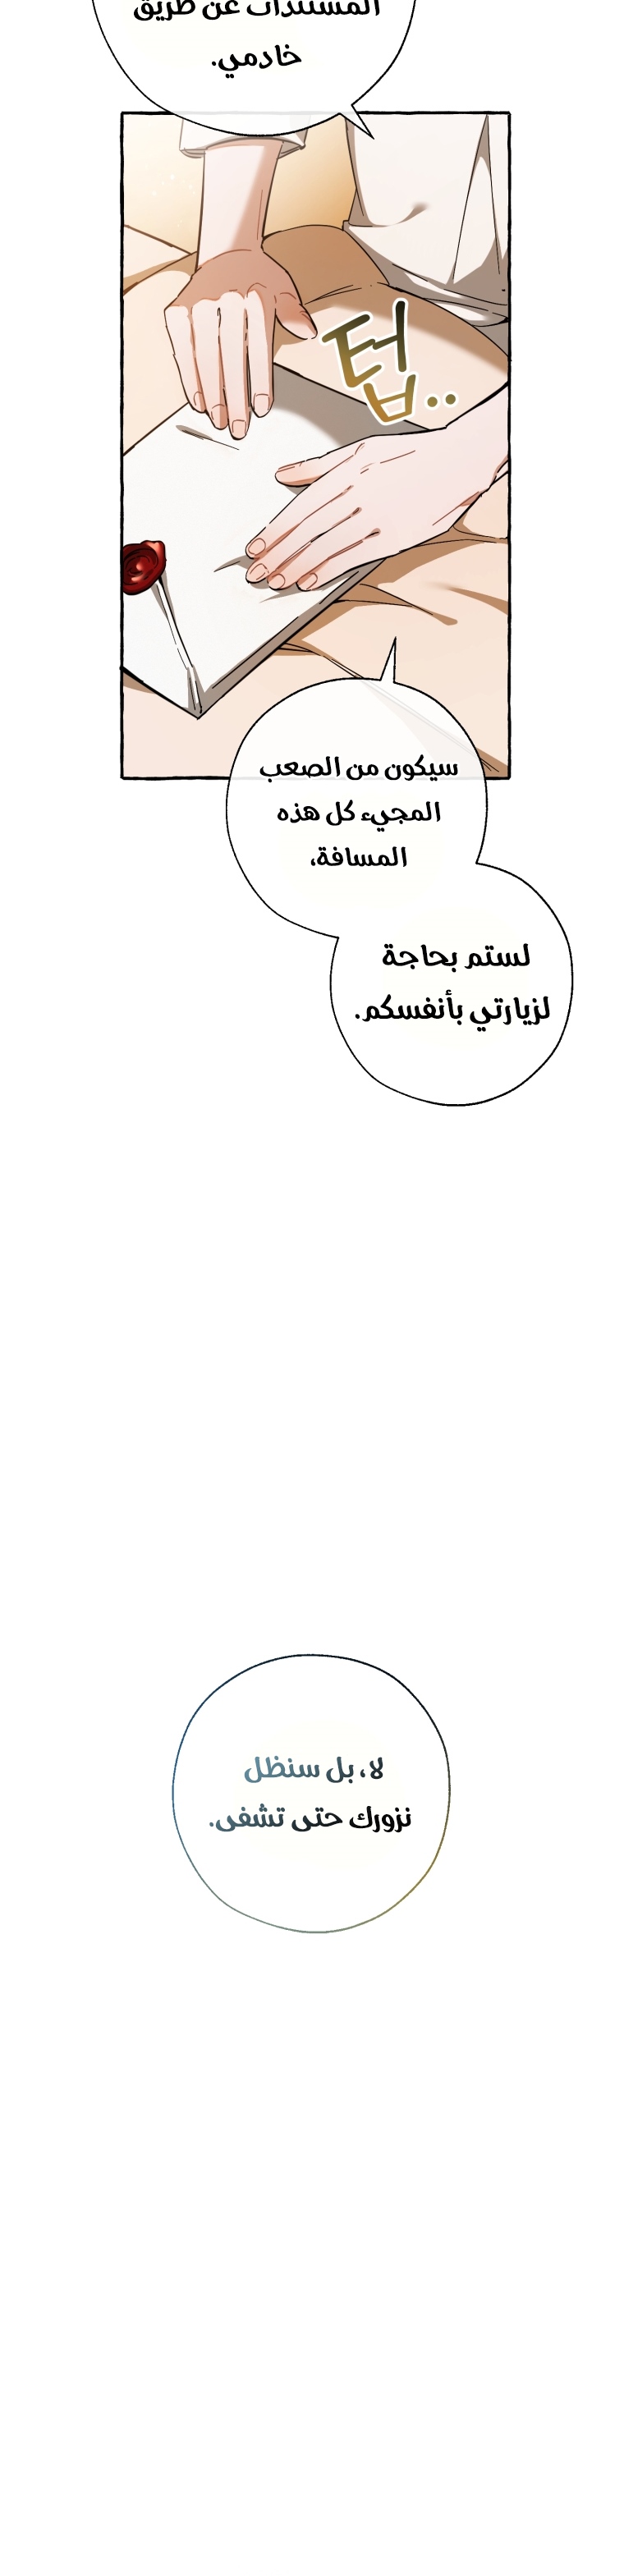 المستندات عن طريق
خادمي.
텁..
سيكون من الصعب
المجيء كل هذه
المسافة،
لستم بحاجة
لزيارتي بأنفسكم.
لا، بل سنظل
نزورك حتى تشفى.